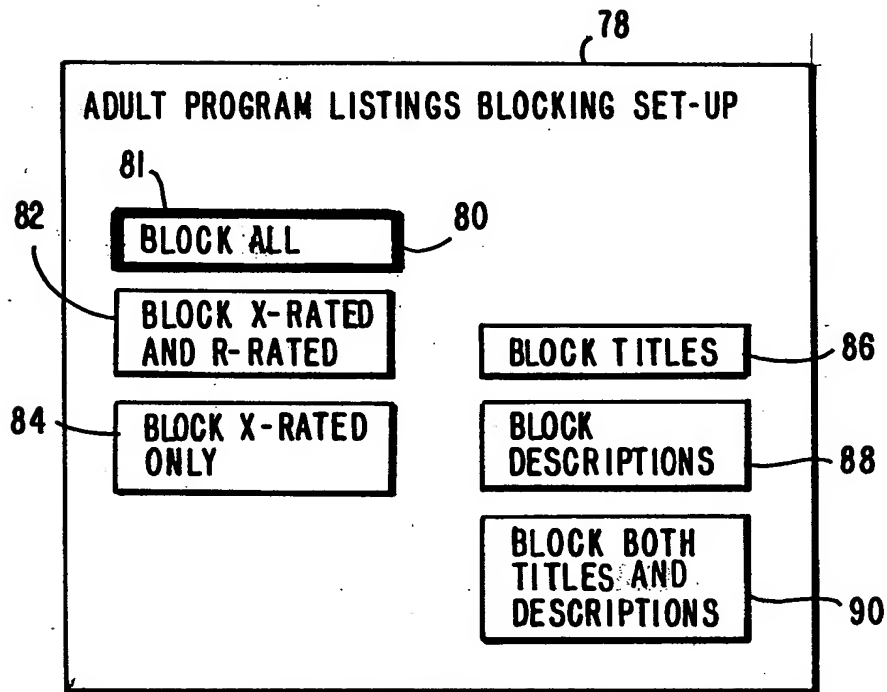 78
ADULT PROGRAM LISTINGS BLOCKING SET-UP
81
82
BLOCK ALL
80
BLOCK X-RATED
AND R-RATED
BLOCK TITLES
86
84
BLOCK X-RATED
ONLY
BLOCK
DESCRIPTIONS
88
BLOCK BOTH
TITLES AND
DESCRIPTIONS
90